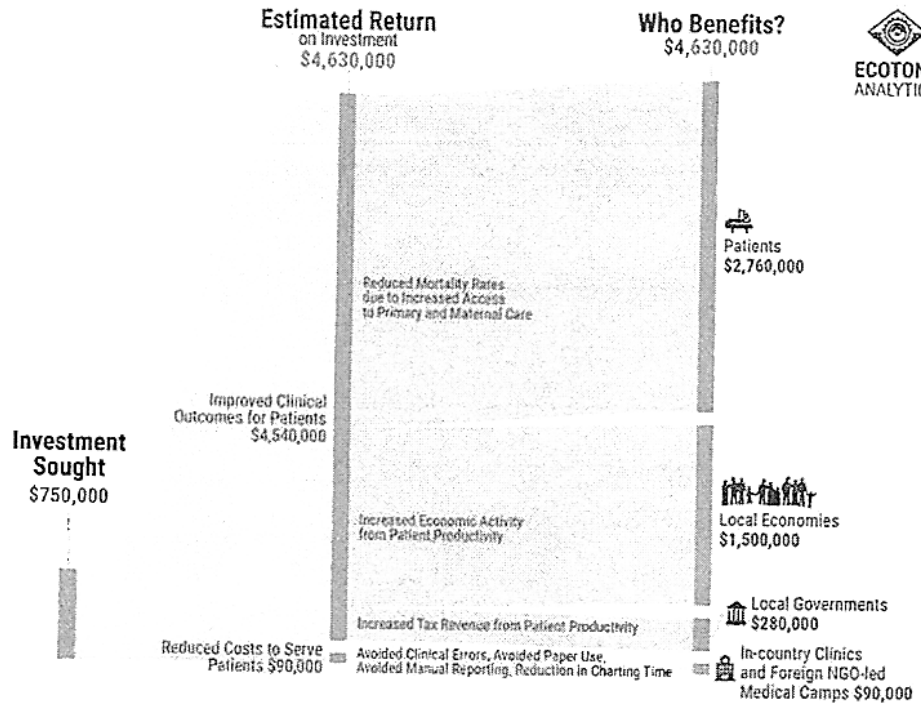 Estimated Return
on Investment
$4,630,000
Who Benefits?
$4,630,000
Patients
$2,760,000
Reduced Mortality Rates
due to Increased Access
to Primary and Maternal Care
Improved Clinical
Outcomes for Patients
$4,540,000
Investment
Sought
$750,000
Increased Economic Activity
from Patient Productivity
Local Economies
$1,500,000
Increased Tax Revenue from Patient Productivity
Local Governments
$280,000
Reduced Costs to Serve
Patients $90,000
Avoided Clinical Errors, Avoided Paper Use,
Avoided Manual Reporting, Reduction in Charting Time
In-country Clinics
and Foreign NGO-led
Medical Camps $90,000